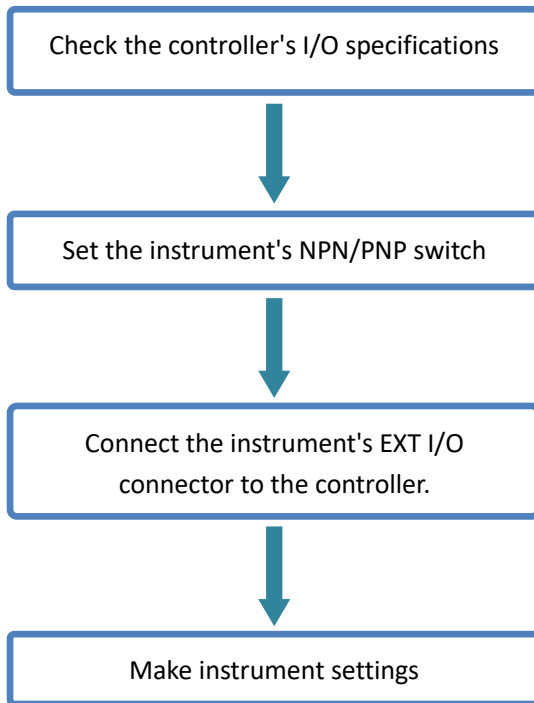 Check the controller's I/O specifications
Set the instrument's NPN/PNP switch
Connect the instrument's EXT I/O
connector to the controller.
Make instrument settings